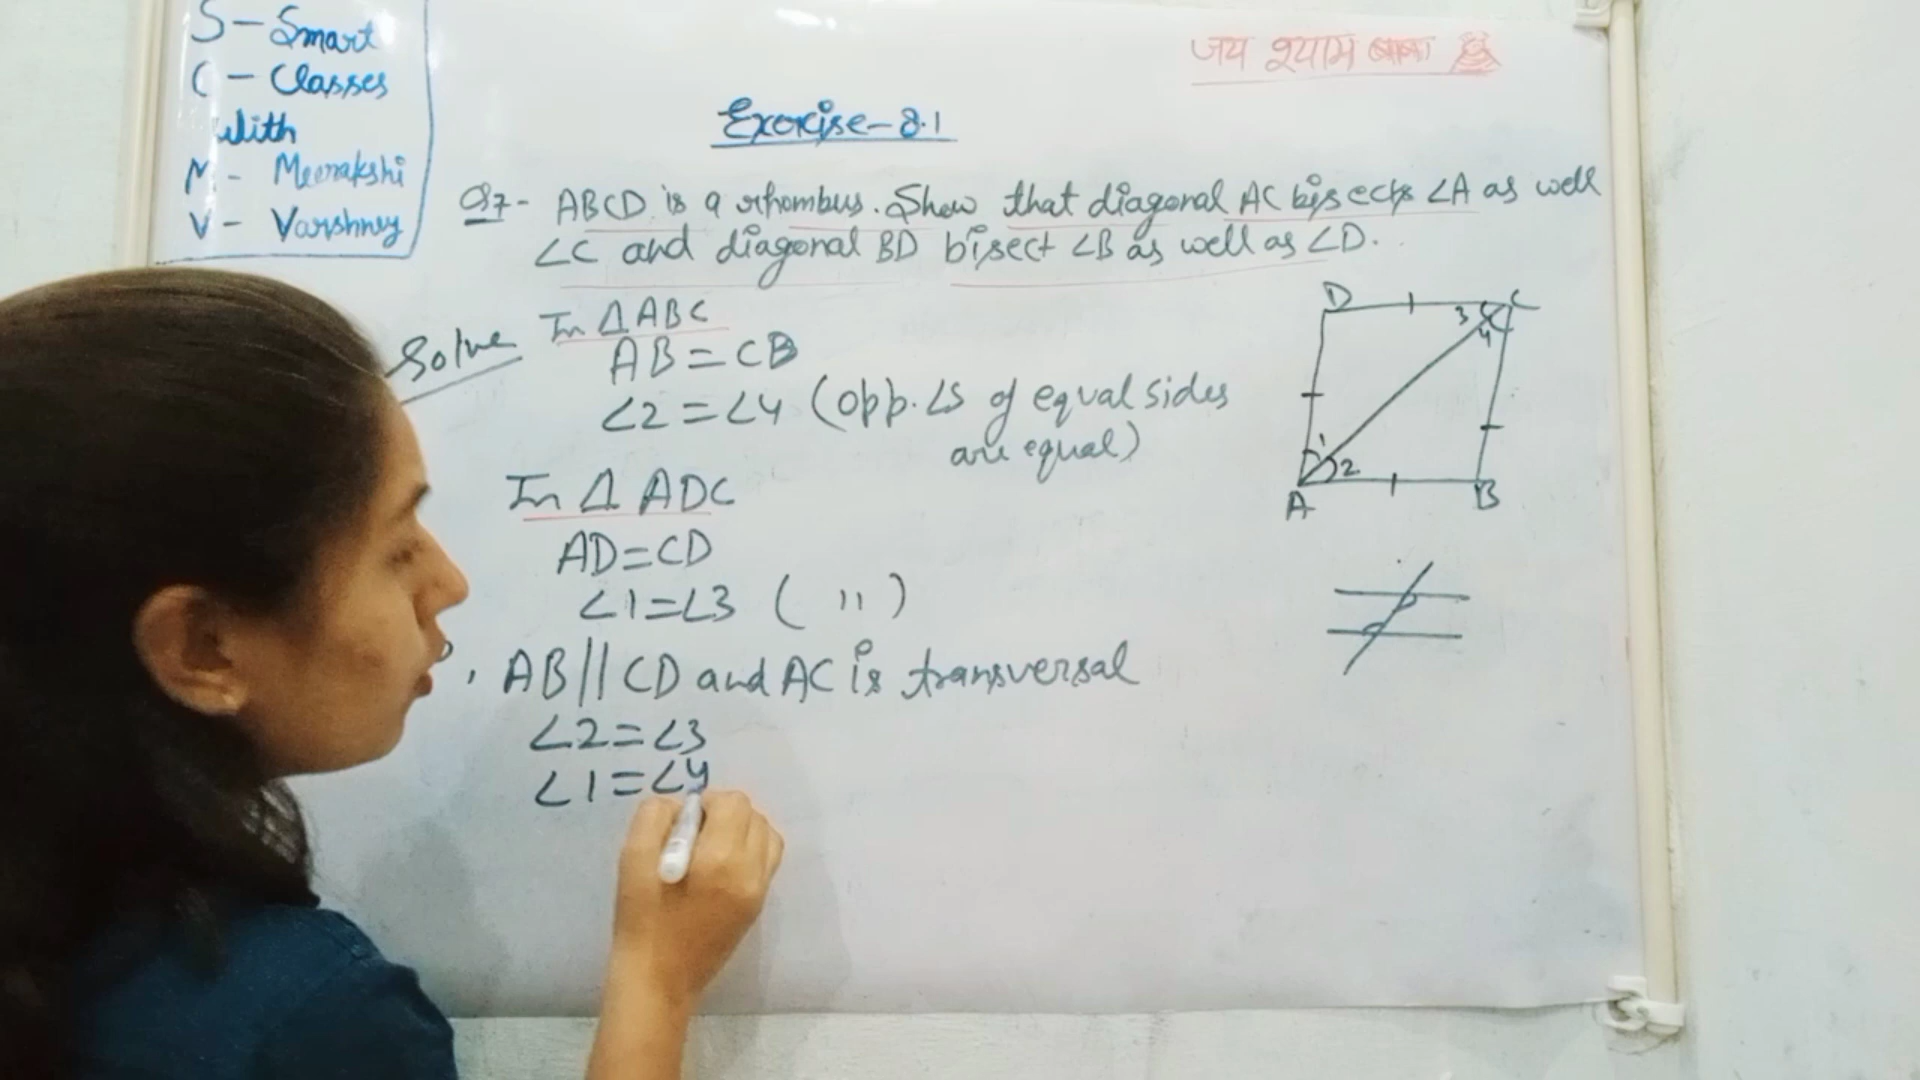 S - Smart
C - Classes
With
M - Meenakshi
V - Varshney
जय श्याम बाबा
Exercise-8.1
Q7- ABCD is a rhombus. Show that diagonal AC bisects ∠A as well
∠C and diagonal BD bisect ∠B as well as ∠D.
Solve
In Δ ABC
AB = CB
∠2 = ∠4 (opp. ∠s of equal sides
are equal)
In Δ ADC
AD = CD
∠1 = ∠3 ( '' )
AB || CD and AC is transversal
∠2 = ∠3
∠1 = ∠4
D C
3
4
1
2
A B